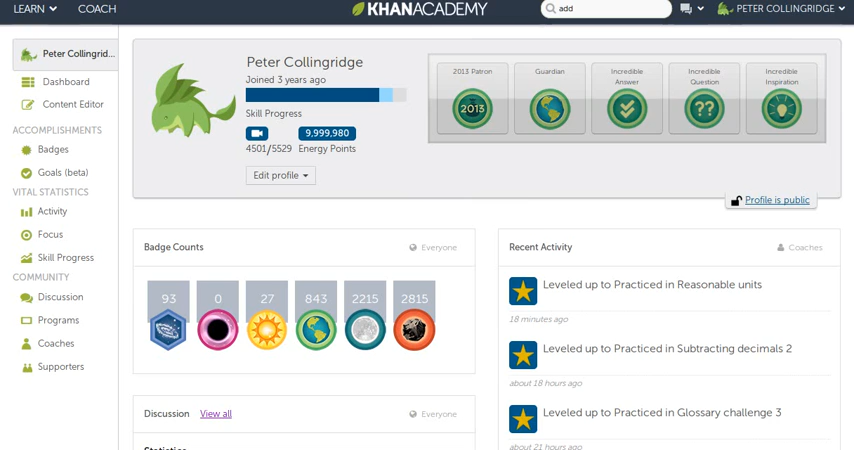 LEARN
COACH
KHANACADEMY
add
PETER COLLINGRIDGE
Peter Collingrid...
Dashboard
Content Editor
ACCOMPLISHMENTS
Badges
Goals (beta)
VITAL STATISTICS
Activity
Focus
Skill Progress
COMMUNITY
Discussion
Programs
Coaches
Supporters
Peter Collingridge
Joined 3 years ago
Skill Progress
9,999,980
4501/5529 Energy Points
Edit profile
2013 Patron
2013
Guardian
Incredible
Answer
Incredible
Question
??
Incredible
Inspiration
Profile is public
Badge Counts
Everyone
93 0 27 843 2215 2815
Discussion View all
Everyone
Statistics
Recent Activity
Coaches
Leveled up to Practiced in Reasonable units
18 minutes ago
Leveled up to Practiced in Subtracting decimals 2
about 18 hours ago
Leveled up to Practiced in Glossary challenge 3
about 21 hours ago